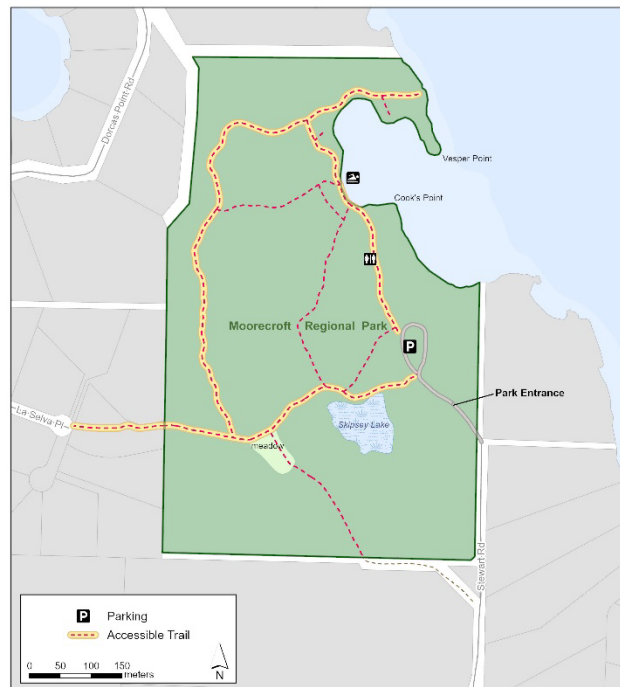 Dorcas Point Rd
Vesper Point
Cook's Point
Moorecroft Regional Park
P
Park Entrance
La Selva Pl
Skipsey Lake
meadow
Stewart Rd
P Parking
Accessible Trail
0 50 100 150
meters
N